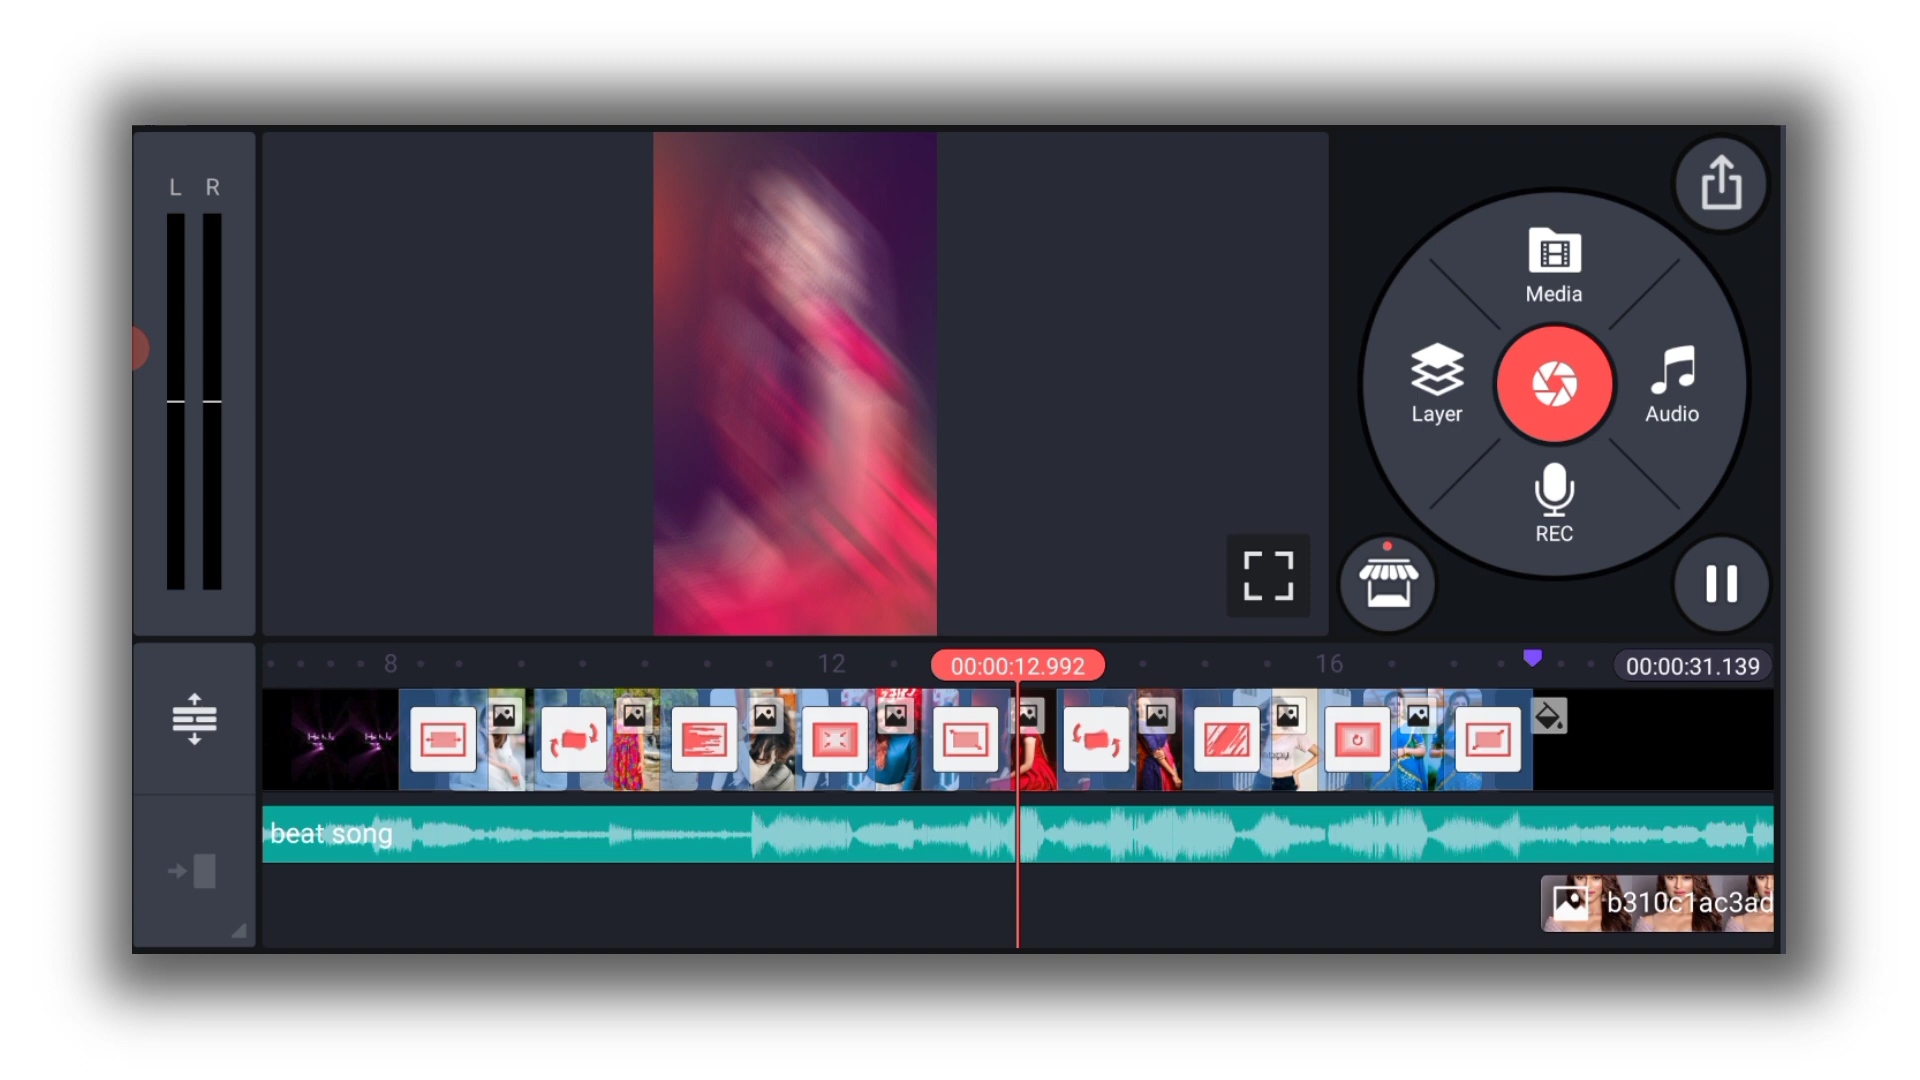 L R
Media
Layer
Audio
REC
8
12
00:00:12.992
16
00:00:31.139
beat song
b310c1ac3ad